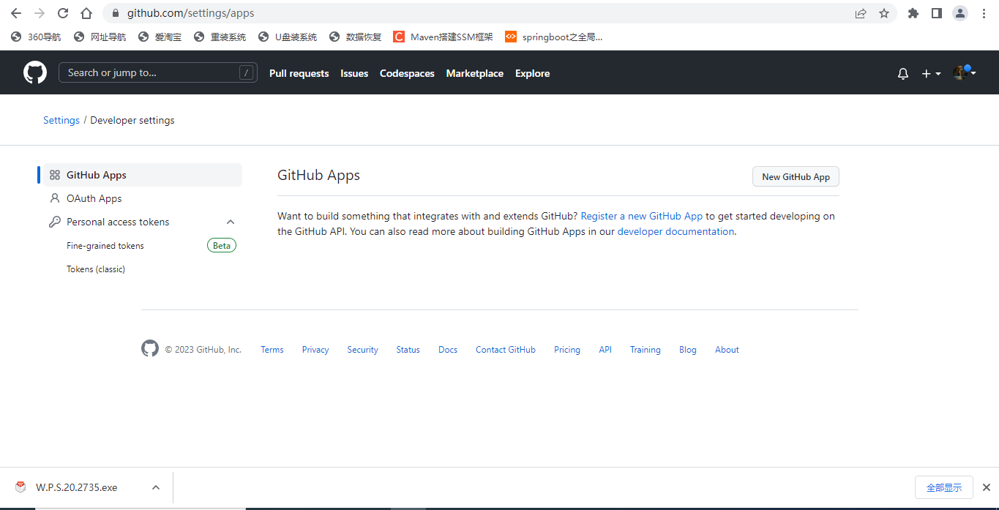 github.com/settings/apps
360导航 网址导航 爱淘宝 重装系统 U盘装系统 数据恢复 C Maven搭建SSM框架 springboot之全局...
Search or jump to... / Pull requests Issues Codespaces Marketplace Explore
Settings / Developer settings
GitHub Apps
OAuth Apps
Personal access tokens
Fine-grained tokens Beta
Tokens (classic)
GitHub Apps New GitHub App
Want to build something that integrates with and extends GitHub? Register a new GitHub App to get started developing on
the GitHub API. You can also read more about building GitHub Apps in our developer documentation.
© 2023 GitHub, Inc. Terms Privacy Security Status Docs Contact GitHub Pricing API Training Blog About
W.P.S.20.2735.exe 全部显示